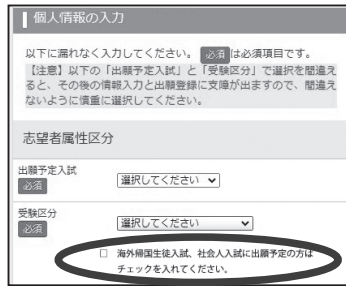 個人情報の入力
以下に漏れなく入力してください。 必須 は必須項目です。
【注意】以下の「出願予定入試」と「受験区分」で選択を間違え
ると、その後の情報入力と出願登録に支障が出ますので、間違え
ないように慎重に選択してください。
志望者属性区分
出願予定入試
必須
選択してください
受験区分
必須
選択してください
海外帰国生徒入試、社会人入試に出願予定の方は
チェックを入れてください。